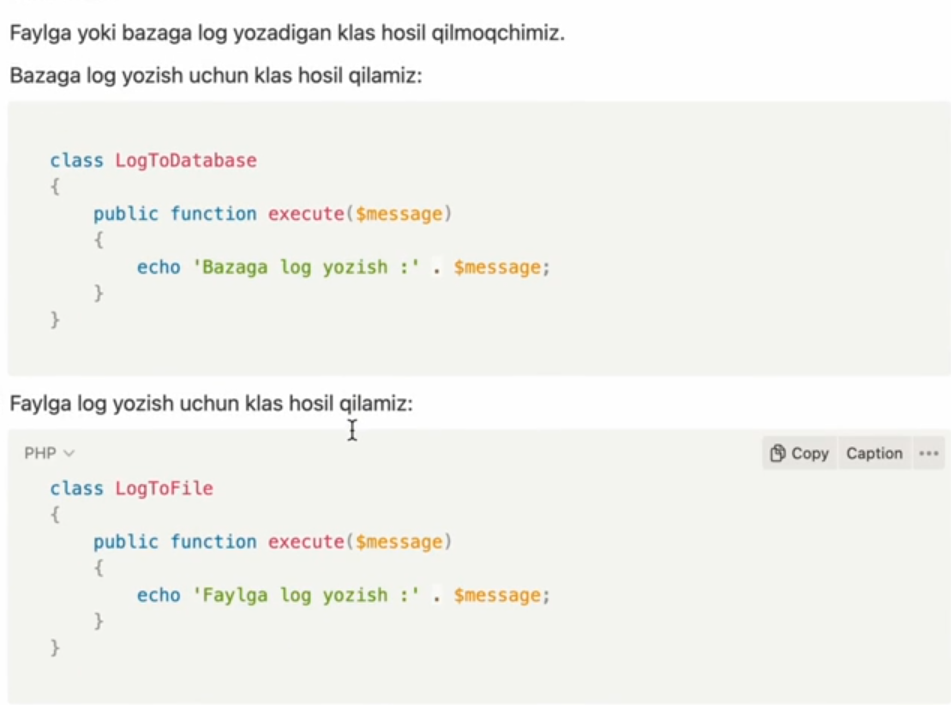 Faylga yoki bazaga log yozadigan klas hosil qilmoqchimiz.
Bazaga log yozish uchun klas hosil qilamiz:
class LogToDatabase
{
    public function execute($message)
    {
        echo 'Bazaga log yozish :' . $message;
    }
}
Faylga log yozish uchun klas hosil qilamiz:
PHP Copy Caption ...
class LogToFile
{
    public function execute($message)
    {
        echo 'Faylga log yozish :' . $message;
    }
}